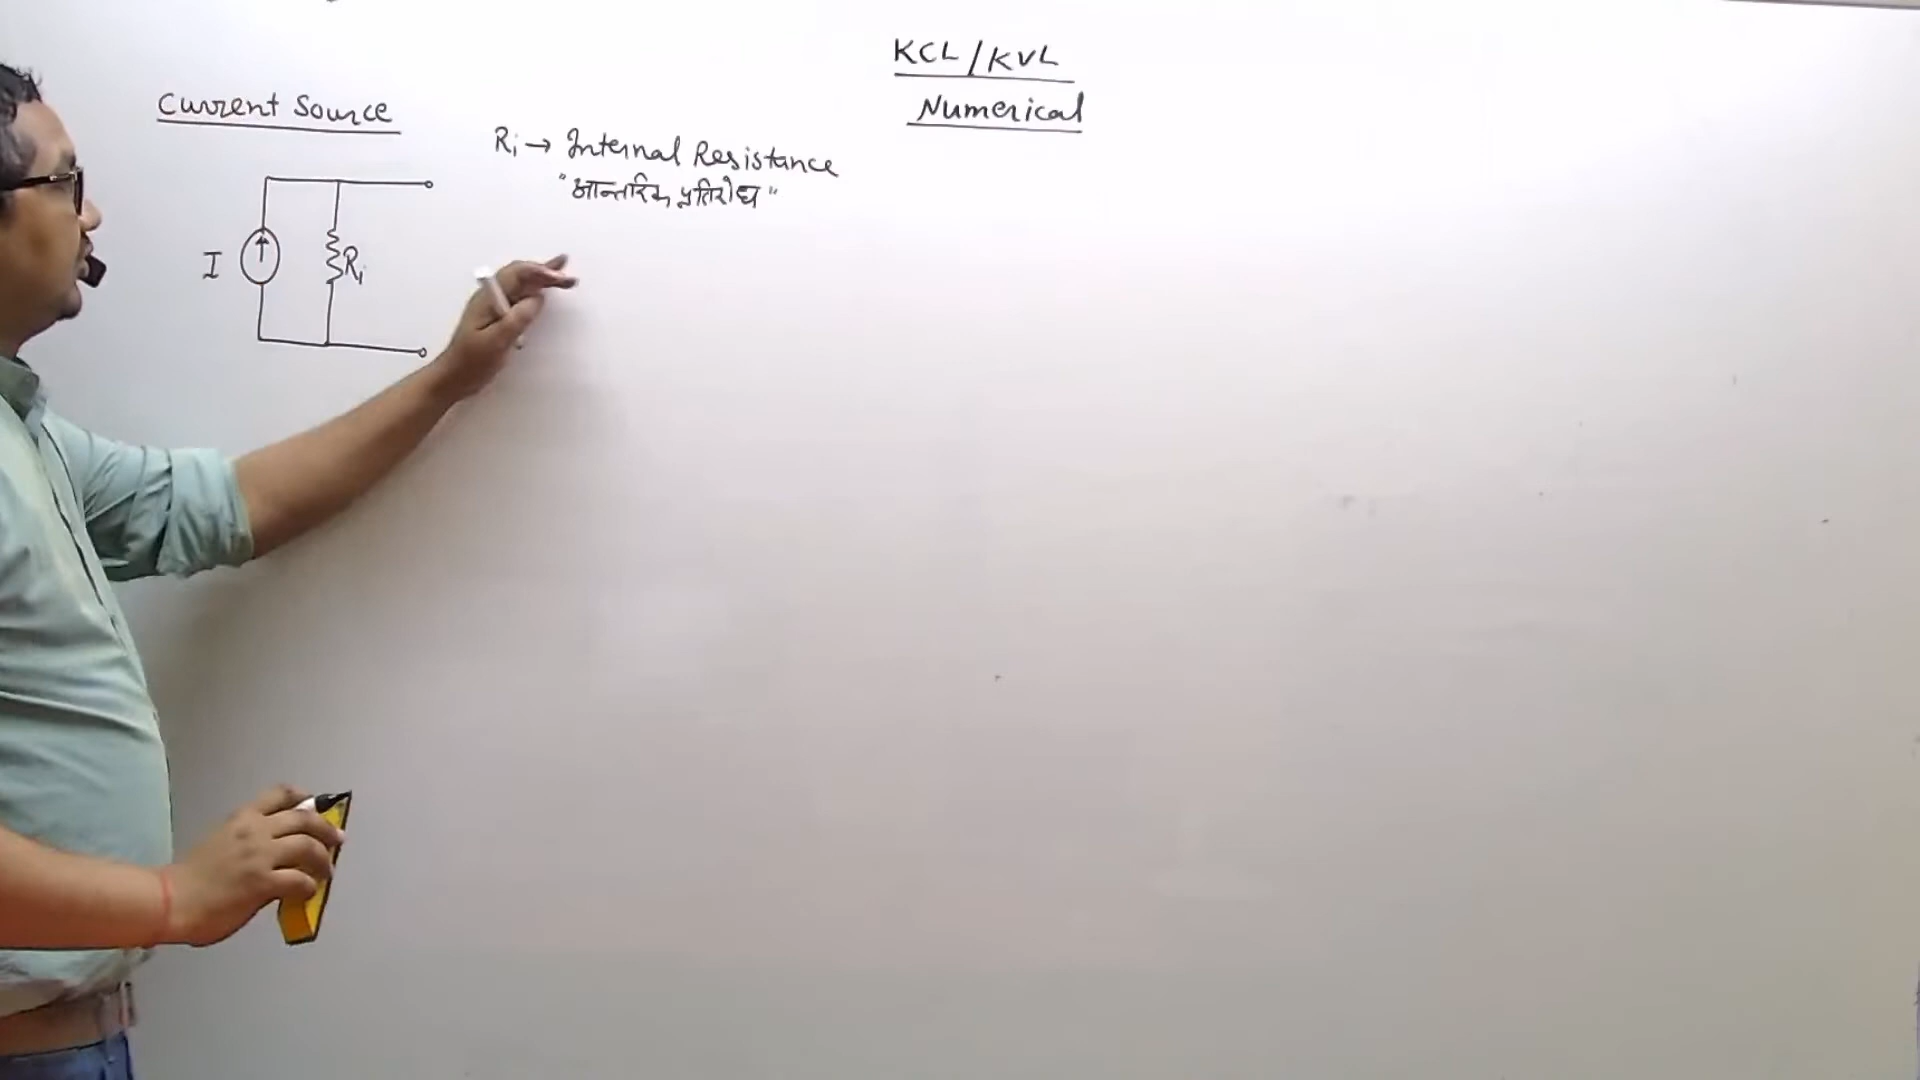 KCL/KVL
Numerical
Current Source
Ri → Internal Resistance
"आन्तरिक प्रतिरोध"
I
Ri